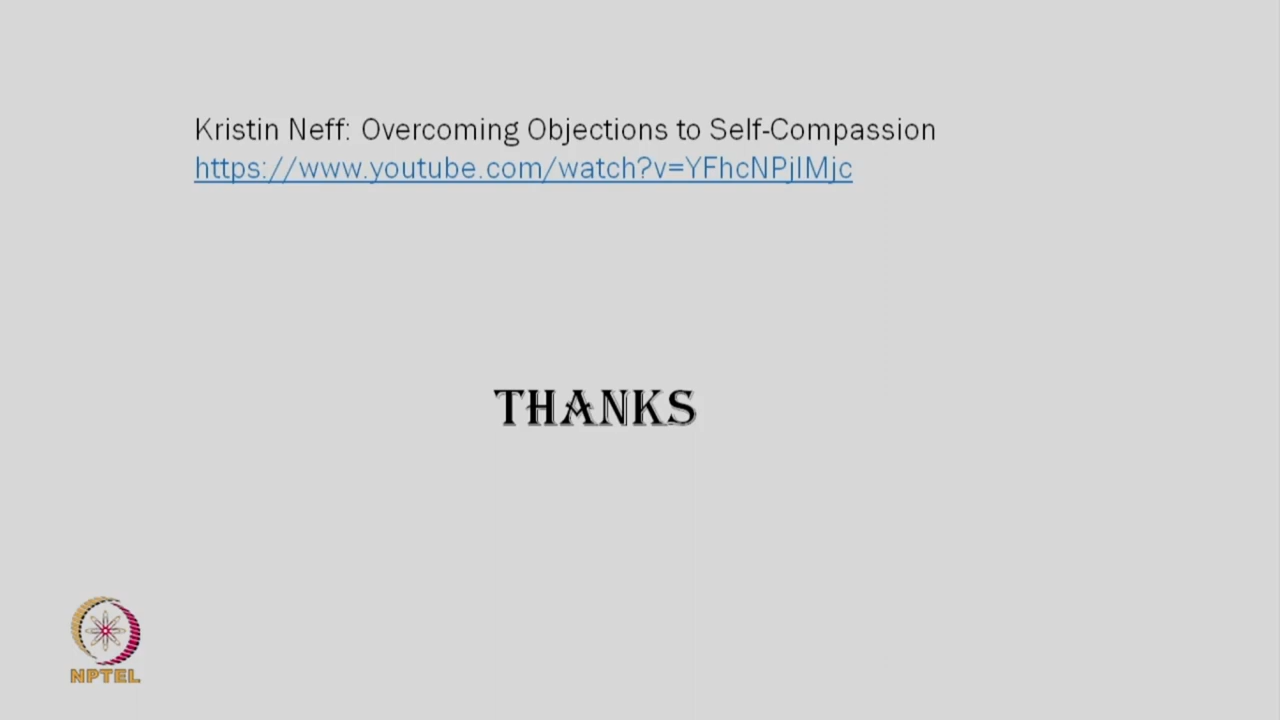 Kristin Neff: Overcoming Objections to Self-Compassion
https://www.youtube.com/watch?v=YFhcNPjIMjc
THANKS
NPTEL